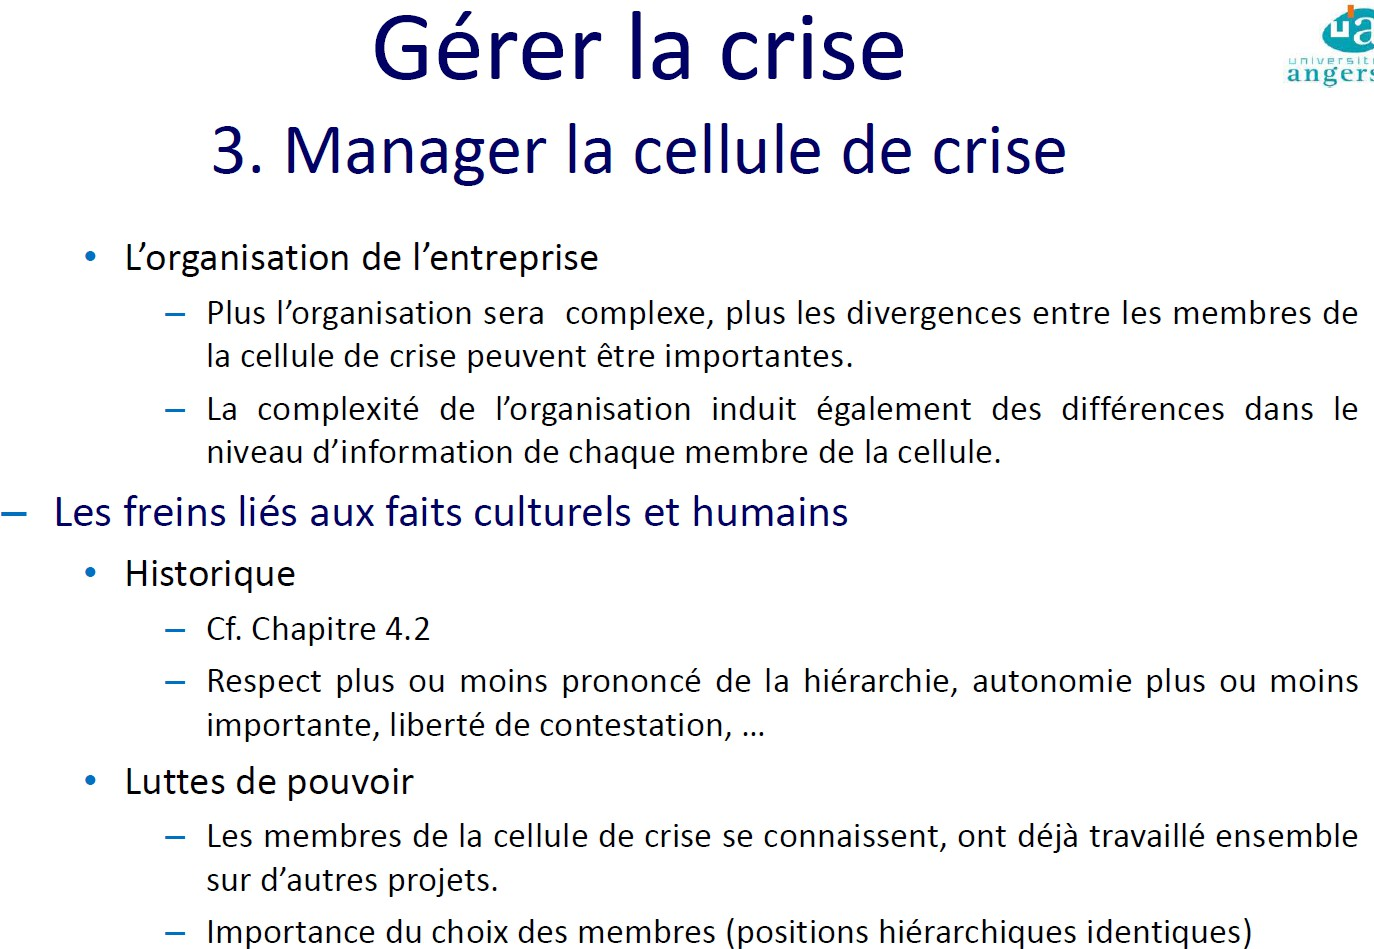 Gérer la crise
ua
université
angers
3. Manager la cellule de crise
• L’organisation de l’entreprise
– Plus l’organisation sera  complexe, plus les divergences entre les membres de
la cellule de crise peuvent être importantes.
– La complexité de l’organisation induit également des différences dans le
niveau d’information de chaque membre de la cellule.
– Les freins liés aux faits culturels et humains
• Historique
– Cf. Chapitre 4.2
– Respect plus ou moins prononcé de la hiérarchie, autonomie plus ou moins
importante, liberté de contestation, …
• Luttes de pouvoir
– Les membres de la cellule de crise se connaissent, ont déjà travaillé ensemble
sur d’autres projets.
– Importance du choix des membres (positions hiérarchiques identiques)